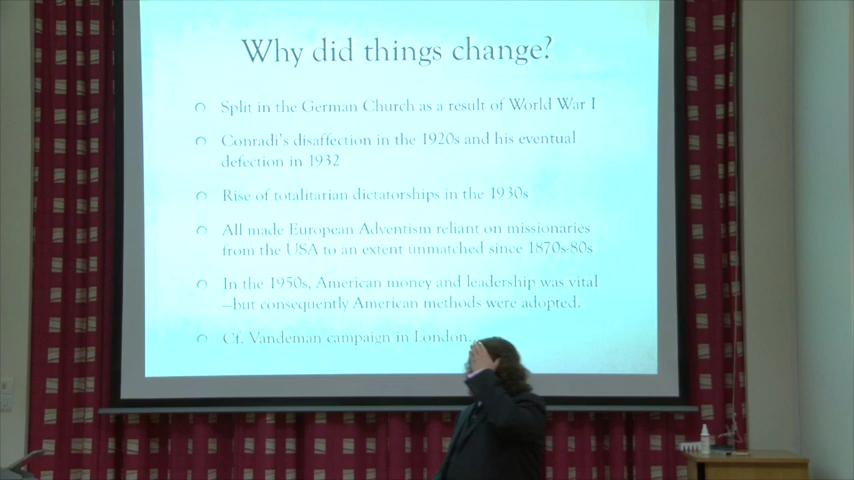 Why did things change?
Split in the German Church as a result of World War I
Conradi's disaffection in the 1920s and his eventual
defection in 1932
Rise of totalitarian dictatorships in the 1930s
All made European Adventism reliant on missionaries
from the USA to an extent unmatched since 1870s-80s
In the 1950s, American money and leadership was vital
—but consequently American methods were adopted.
Cf. Vandeman campaign in London.